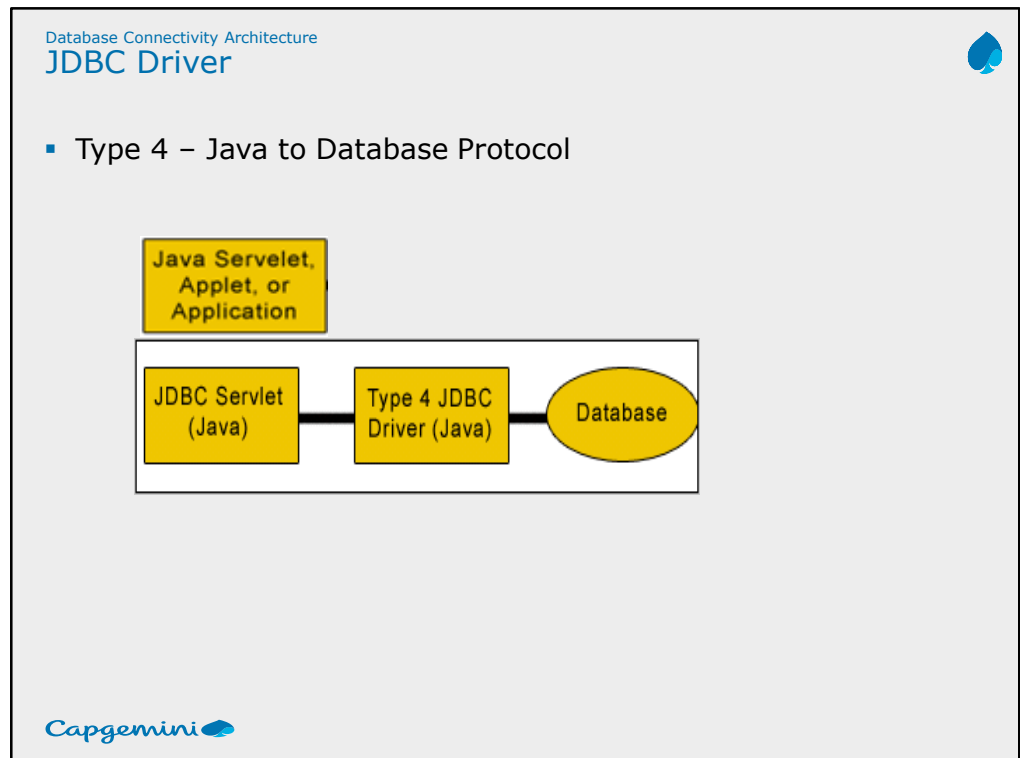 Database Connectivity Architecture
JDBC Driver
▪ Type 4 – Java to Database Protocol
Java Servelet,
Applet, or
Application
JDBC Servlet
(Java)
Type 4 JDBC
Driver (Java)
Database
Capgemini